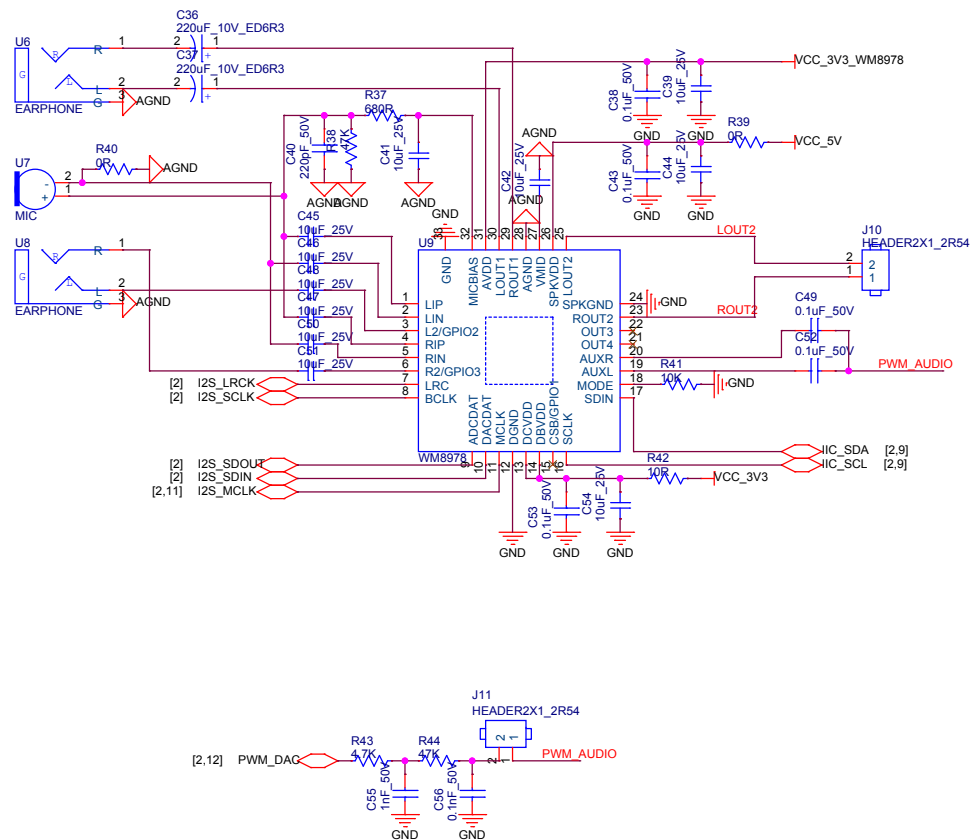 C36
220uF_10V_ED6R3
U6
R
1
2
1
R
C37
220uF_10V_ED6R3
G
L
L
2
2
1
G
3
AGND
EARPHONE
VCC_3V3_WM8978
C38
0.1uF_50V
C39
10uF_25V
GND
GND
R37
680R
C40
220pF_50V
R38
47K
C41
10uF_25V
AGND
AGND
AGND
AGND
C42
10uF_25V
AGND
R39
0R
VCC_5V
C43
0.1uF_50V
C44
10uF_25V
GND
GND
R40
0R
AGND
U7
-
2
+
1
MIC
U8
R
1
R
G
L
L
2
G
3
AGND
EARPHONE
C45
10uF_25V
C46
10uF_25V
C48
10uF_25V
C47
10uF_25V
C50
10uF_25V
C51
10uF_25V
GND
U9
33
32
31
30
29
28
27
26
25
GND
MICBIAS
AVDD
LOUT1
ROUT1
AGND
VMID
SPKVDD
LOUT2
1
LIP
2
LIN
3
L2/GPIO2
4
RIP
5
RIN
6
R2/GPIO3
7
LRC
8
BCLK
SPKGND
24
GND
ROUT2
23
OUT3
22
OUT4
21
AUXR
20
AUXL
19
MODE
18
SDIN
17
ADCDAT
DACDAT
MCLK
DGND
DCVDD
DBVDD
CSB/GPIO1
SCLK
9
10
11
12
13
14
15
16
WM8978
LOUT2
ROUT2
J10
HEADER2X1_2R54
2
2
1
1
C49
0.1uF_50V
C52
0.1uF_50V
PWM_AUDIO
R41
10K
GND
[2]
I2S_LRCK
[2]
I2S_SCLK
[2]
I2S_SDOUT
[2]
I2S_SDIN
[2,11]
I2S_MCLK
IIC_SDA
[2,9]
IIC_SCL
[2,9]
R42
10R
VCC_3V3
C53
0.1uF_50V
C54
10uF_25V
GND
GND
GND
J11
HEADER2X1_2R54
2
1
2
1
PWM_AUDIO
[2,12]
PWM_DAC
R43
4.7K
R44
47K
C55
1nF_50V
C56
0.1nF_50V
GND
GND